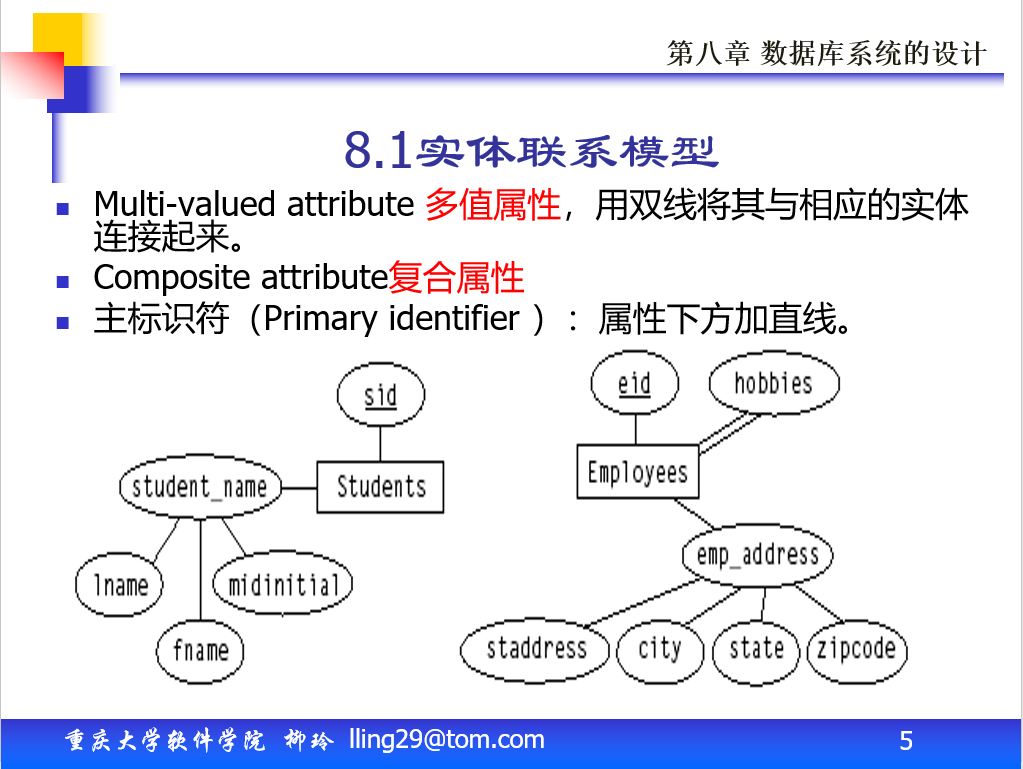 第八章 数据库系统的设计
8.1实体联系模型
Multi-valued attribute 多值属性，用双线将其与相应的实体
连接起来。
Composite attribute复合属性
主标识符（Primary identifier ）：属性下方加直线。
sid
student_name
Students
lname
midinitial
fname
eid
hobbies
Employees
emp_address
staddress
city
state
zipcode
重庆大学软件学院 柳玲 lling29@tom.com
5